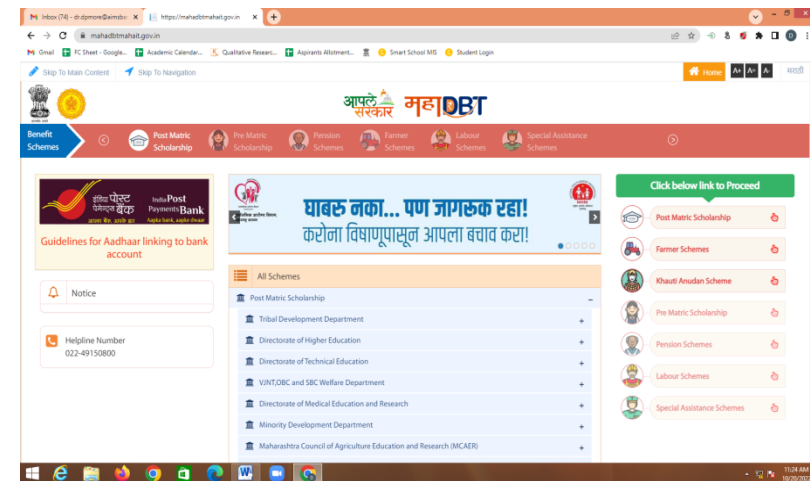 Inbox (74) - dr.dpmore@aimsbx
https://mahadbtmahait.gov.in
mahadbtmahait.gov.in
Gmail
FC Sheet - Google...
Academic Calendar...
Qualitative Researc...
Aspirants Allotment...
Smart School MIS
Student Login
Skip To Main Content
Skip To Navigation
Home
A+
A-
मराठी
आपले सरकार महाDBT
Benefit Schemes
Post Matric Scholarship
Pre Matric Scholarship
Pension Schemes
Farmer Schemes
Labour Schemes
Special Assistance Schemes
इंडिया पोस्ट
पेमेन्ट्स बैंक
आपका बैंक, आपके द्वार
India Post
Payments Bank
Aapka bank, aapke dwaar
Guidelines for Aadhaar linking to bank account
Notice
Helpline Number
022-49150800
घाबरु नका... पण जागरूक रहा!
करोना विषाणूपासून आपला बचाव करा!
All Schemes
Post Matric Scholarship
Tribal Development Department
Directorate of Higher Education
Directorate of Technical Education
VJNT,OBC and SBC Welfare Department
Directorate of Medical Education and Research
Minority Development Department
Maharashtra Council of Agriculture Education and Research (MCAER)
Click below link to Proceed
Post Matric Scholarship
Farmer Schemes
Khauti Anudan Scheme
Pre Matric Scholarship
Pension Schemes
Labour Schemes
Special Assistance Schemes
11:24 AM